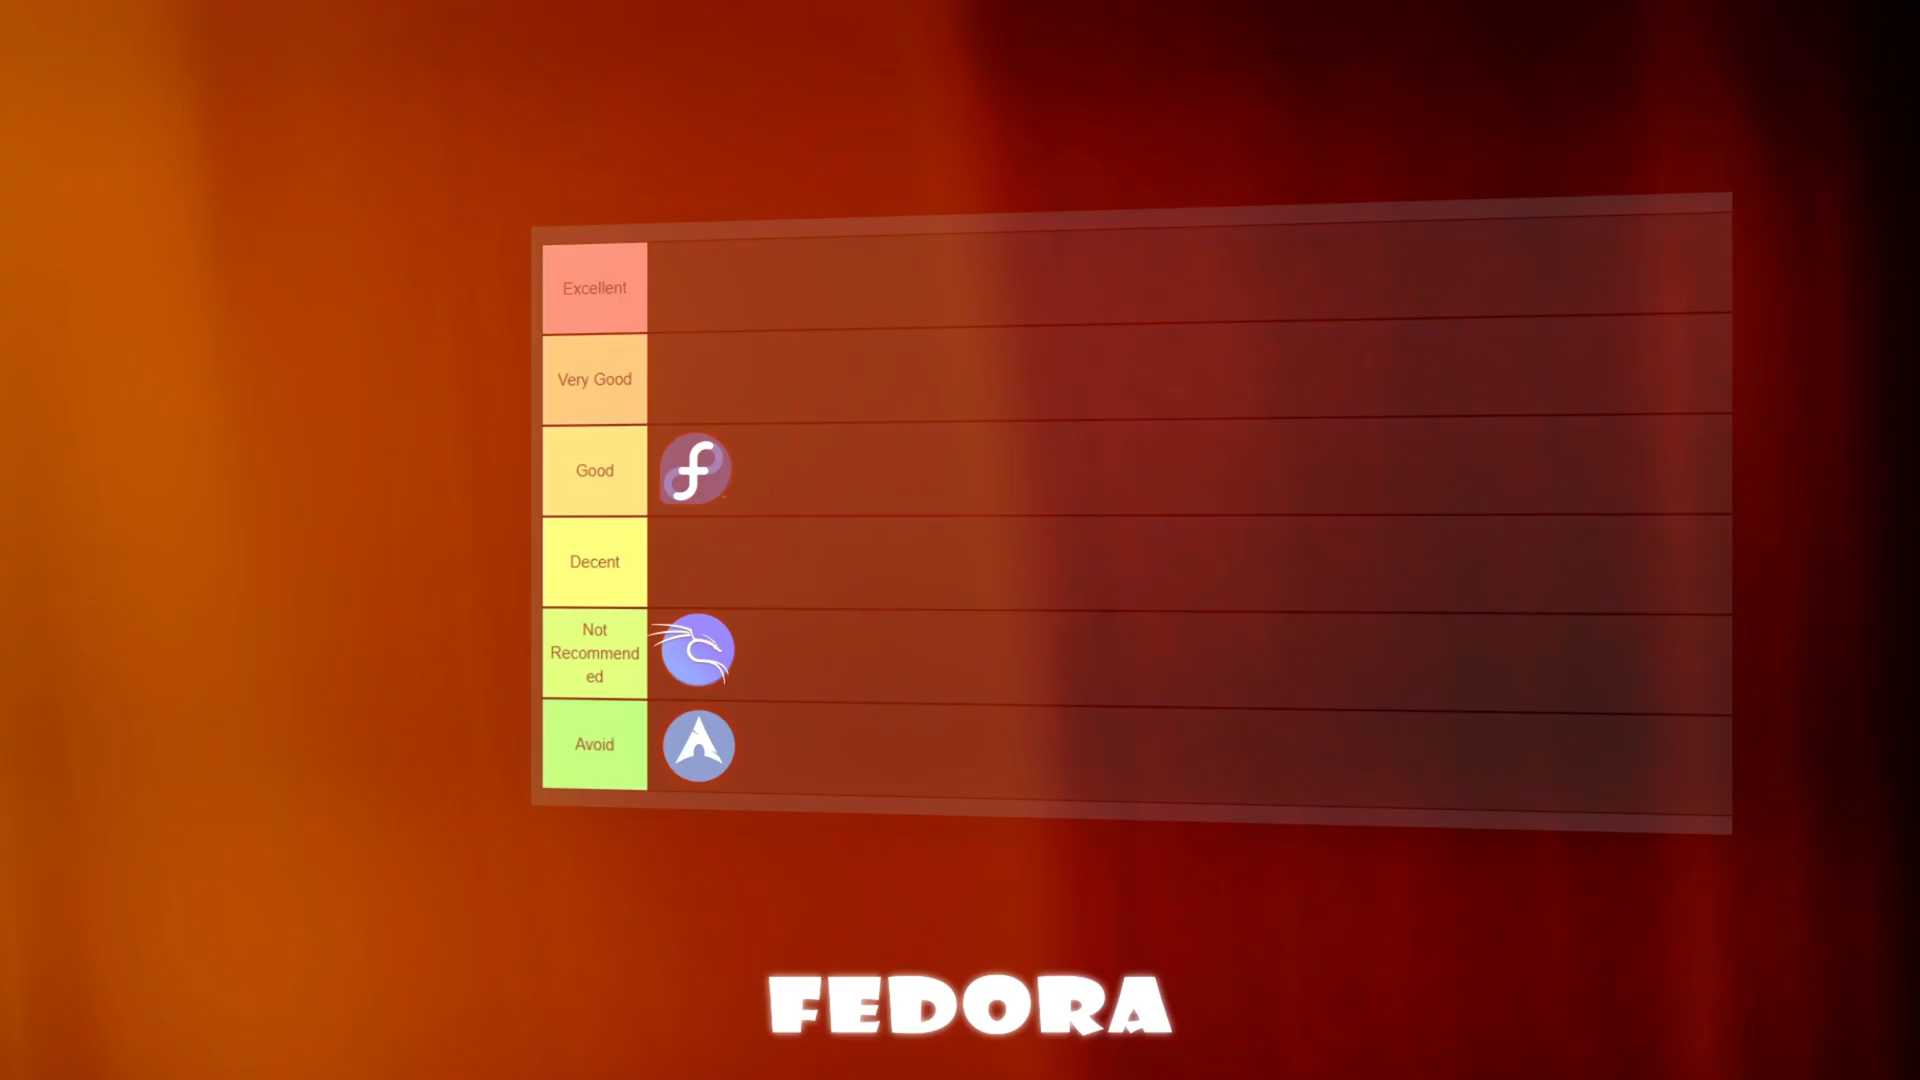 Excellent
Very Good
Good
Decent
Not
Recommend
ed
Avoid
FEDORA